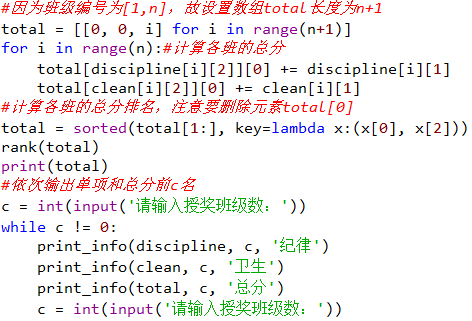 #因为班级编号为[1,n]，故设置数组total长度为n+1
total = [[0, 0, i] for i in range(n+1)]
for i in range(n):#计算各班的总分
    total[discipline[i][2]][0] += discipline[i][1]
    total[clean[i][2]][0] += clean[i][1]
#计算各班的总分排名，注意要删除元素total[0]
total = sorted(total[1:], key=lambda x:(x[0], x[2]))
rank(total)
print(total)
#依次输出单项和总分前c名
c = int(input('请输入授奖班级数：'))
while c != 0:
    print_info(discipline, c, '纪律')
    print_info(clean, c, '卫生')
    print_info(total, c, '总分')
    c = int(input('请输入授奖班级数：'))